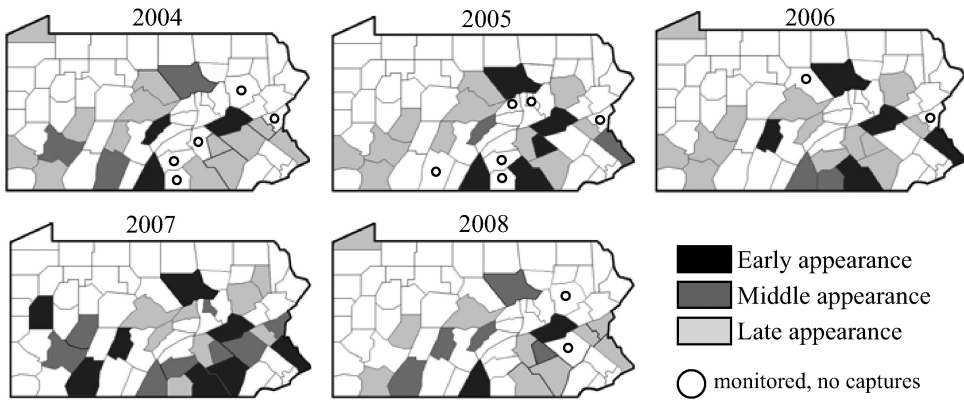 2004
2005
2006
2007
2008
Early appearance
Middle appearance
Late appearance
monitored, no captures